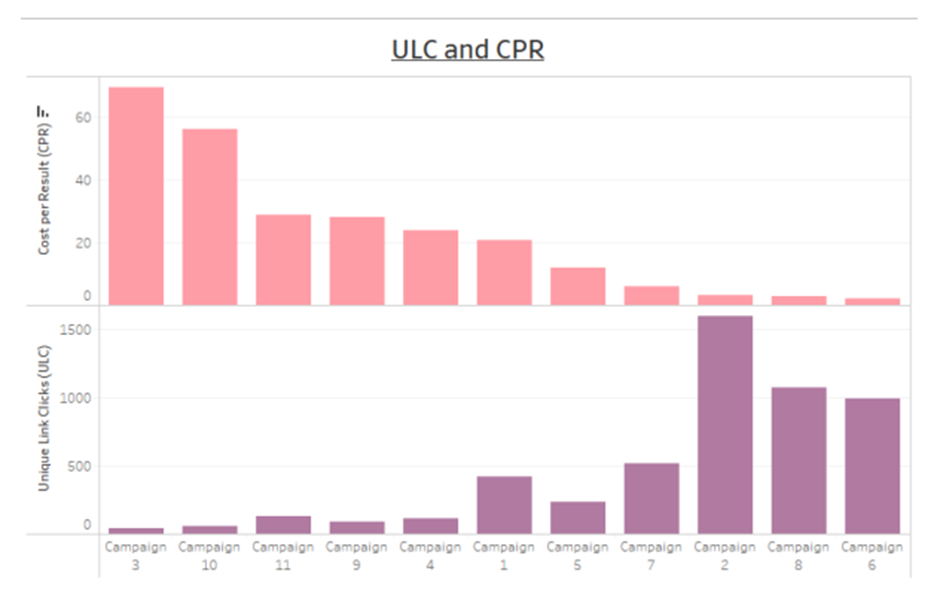 ULC and CPR
Cost per Result (CPR)
60
40
20
0
Unique Link Clicks (ULC)
1500
1000
500
0
Campaign 3
Campaign 10
Campaign 11
Campaign 9
Campaign 4
Campaign 1
Campaign 5
Campaign 7
Campaign 2
Campaign 8
Campaign 6